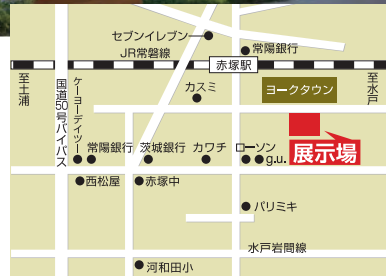 セブンイレブン
常陽銀行
JR常磐線
赤塚駅
至土浦
国道50号バイパス
ケーヨーデイツー
カスミ
ヨークタウン
至水戸
常陽銀行
茨城銀行
カワチ
ローソン
g.u.
展示場
西松屋
赤塚中
パリミキ
水戸岩間線
河和田小